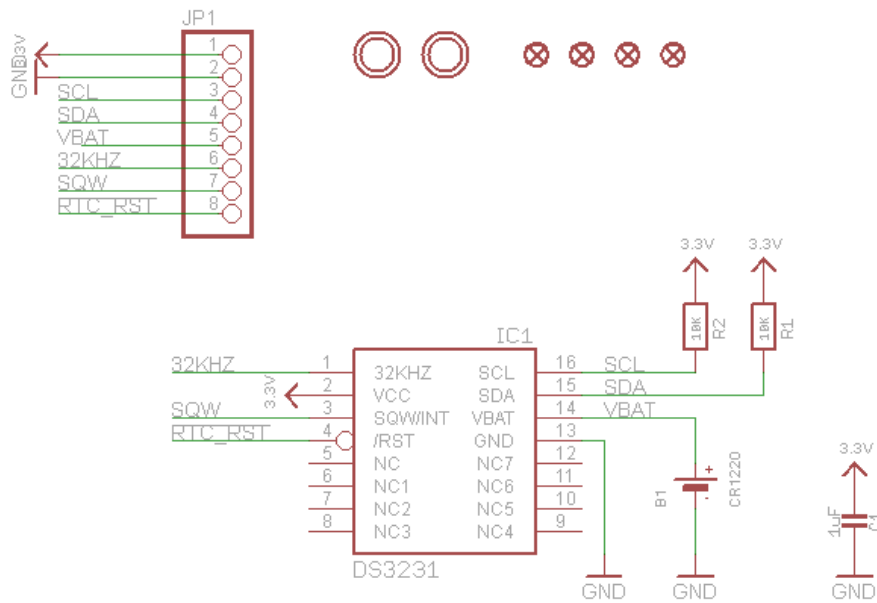 JP1
3.3V
1
GND
2
SCL
3
SDA
4
VBAT
5
32KHZ
6
SQW
7
RTC_RST
8
3.3V
3.3V
10K
R2
10K
R1
IC1
32KHZ
1
32KHZ
SCL
16
SCL
3.3V
2
VCC
SDA
15
SDA
SQW
3
SQW/INT
VBAT
14
VBAT
RTC_RST
4
/RST
GND
13
5
NC
NC7
12
6
NC1
NC6
11
7
NC2
NC5
10
8
NC3
NC4
9
DS3231
B1
+
-
CR1220
3.3V
1uF
GND
GND
GND